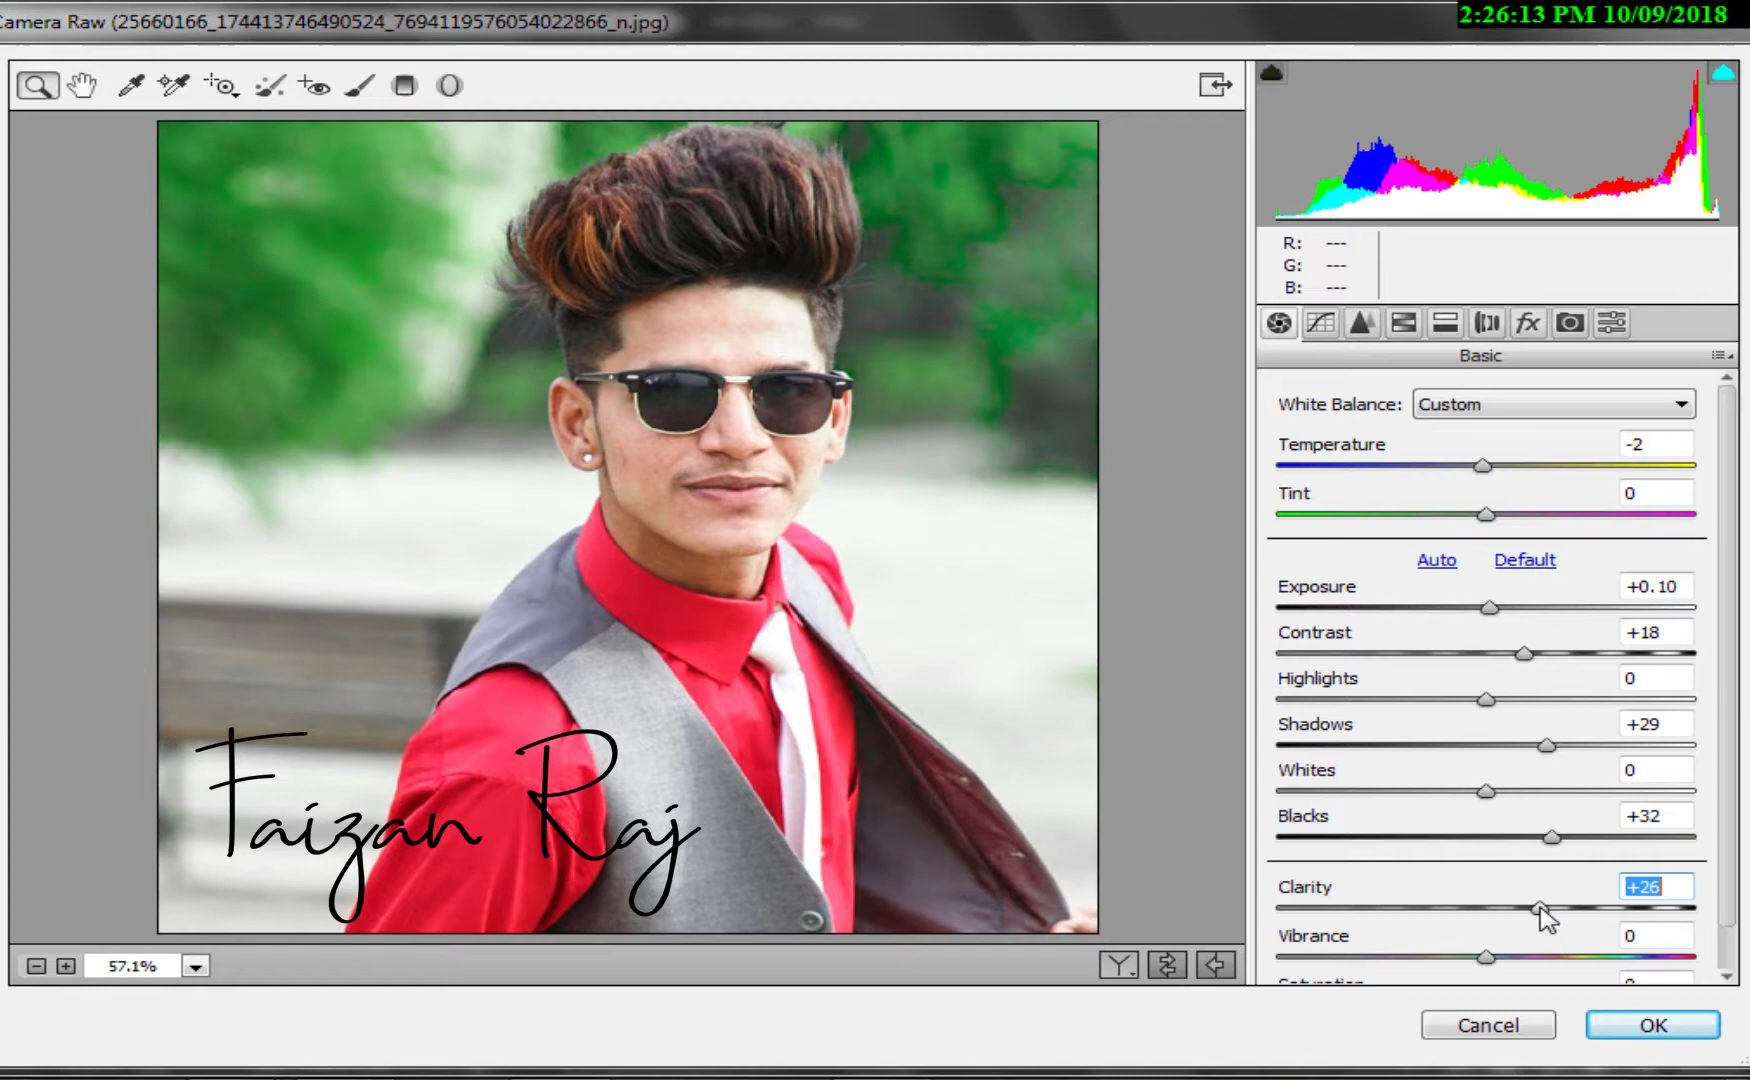 Camera Raw (25660166_174413746490524_7694119576054022866_n.jpg)
2:26:13 PM 10/09/2018
R: ---
G: ---
B: ---
fx
Basic
White Balance: Custom
Temperature -2
Tint 0
Auto Default
Exposure +0.10
Contrast +18
Highlights 0
Shadows +29
Whites 0
Blacks +32
Clarity +26
Vibrance 0
Faizan Raj
57.1%
Y
Cancel OK